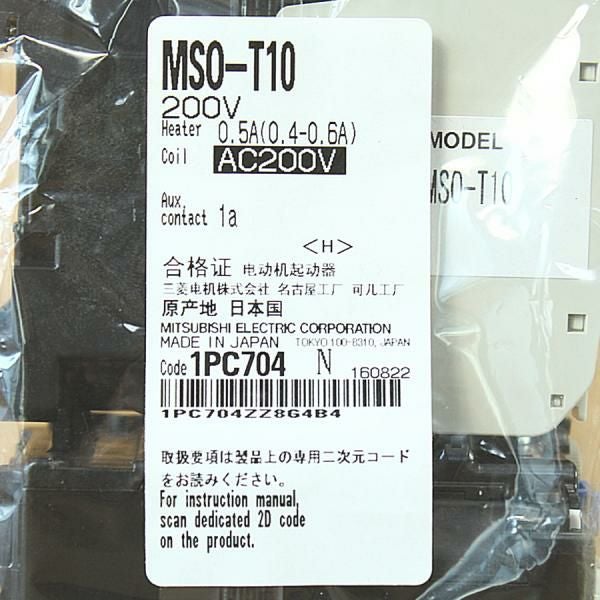 MSO-T10
200V
Heater 0.5A(0.4-0.6A)
Coil AC200V
Aux.
contact 1a
<H>
合格证 电动机起动器
三菱电机株式会社 名古屋工厂 可儿工厂
原产地 日本国
MITSUBISHI ELECTRIC CORPORATION
MADE IN JAPAN TOKYO 100-8310, JAPAN
Code 1PC704 N 160822
1PC704ZZ8G4B4
取扱要項は製品上の専用二次元コード
をお読みください。
For instruction manual,
scan dedicated 2D code
on the product.
MODEL
MSO-T10